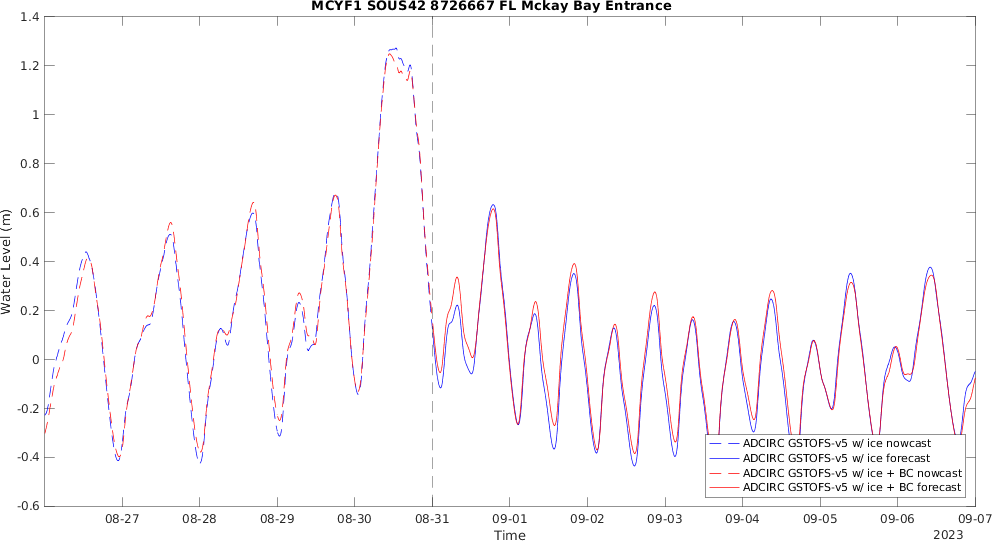 MCYF1 SOUS42 8726667 FL Mckay Bay Entrance
1.4
1.2
1
0.8
0.6
0.4
0.2
0
-0.2
-0.4
-0.6
Water Level (m)
ADCIRC GSTOFS-v5 w/ ice nowcast
ADCIRC GSTOFS-v5 w/ ice forecast
ADCIRC GSTOFS-v5 w/ ice + BC nowcast
ADCIRC GSTOFS-v5 w/ ice + BC forecast
08-27 08-28 08-29 08-30 08-31 09-01 09-02 09-03 09-04 09-05 09-06 09-07
Time
2023